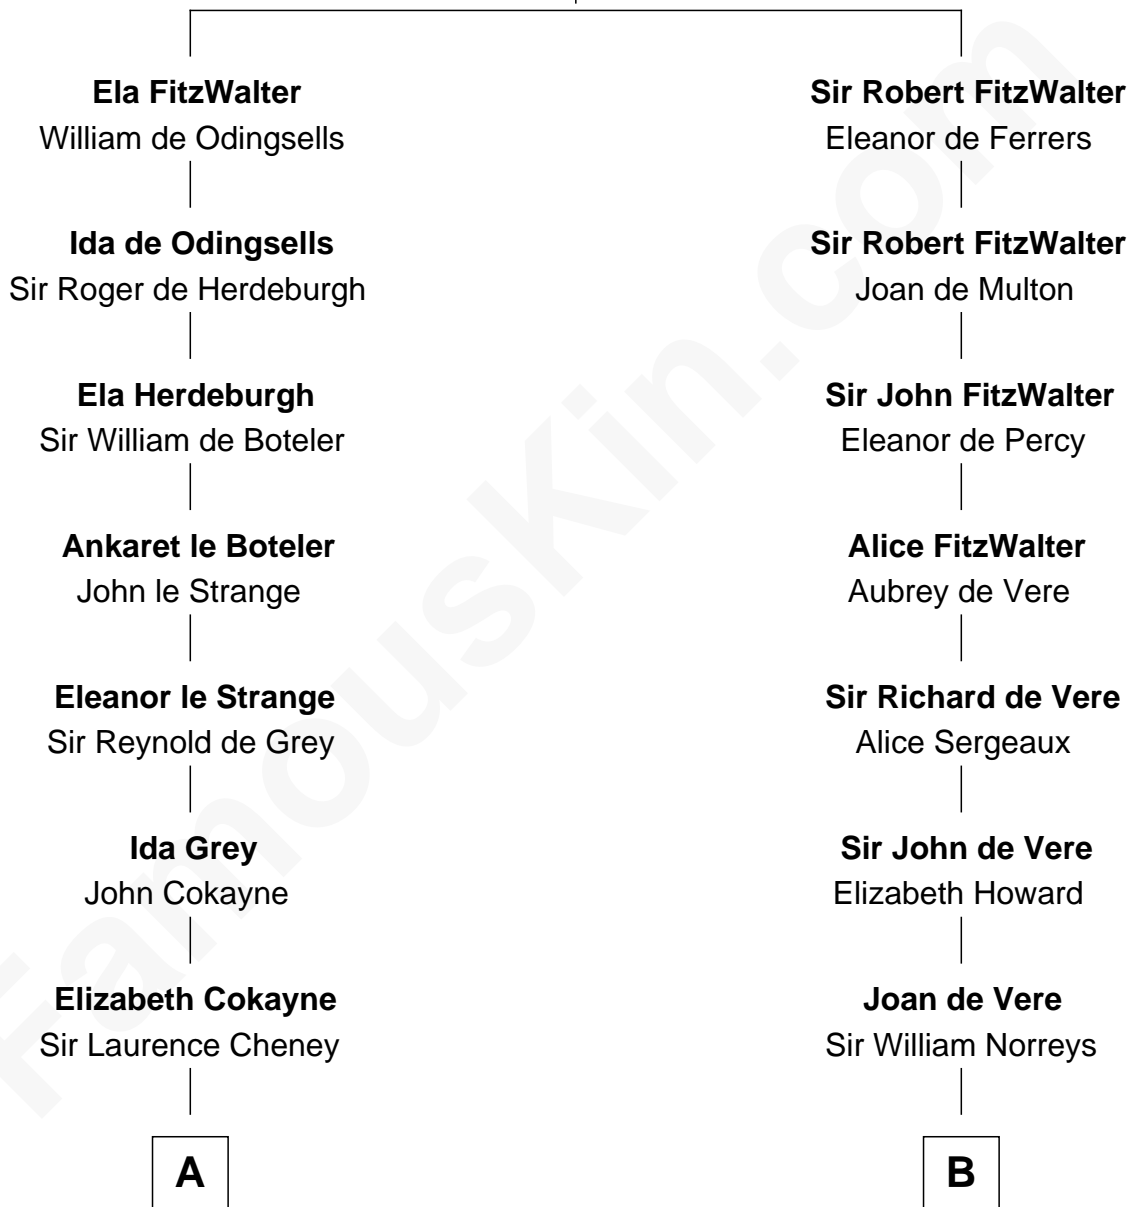 Ela FitzWalter
William de Odingsells
Sir Robert FitzWalter
Eleanor de Ferrers
Ida de Odingsells
Sir Roger de Herdeburgh
Sir Robert FitzWalter
Joan de Multon
Ela Herdeburgh
Sir William de Boteler
Sir John FitzWalter
Eleanor de Percy
Ankaret le Boteler
John le Strange
Alice FitzWalter
Aubrey de Vere
Eleanor le Strange
Sir Reynold de Grey
Sir Richard de Vere
Alice Sergeaux
Ida Grey
John Cokayne
Sir John de Vere
Elizabeth Howard
Elizabeth Cokayne
Sir Laurence Cheney
Joan de Vere
Sir William Norreys
A
B
FamousKin.com